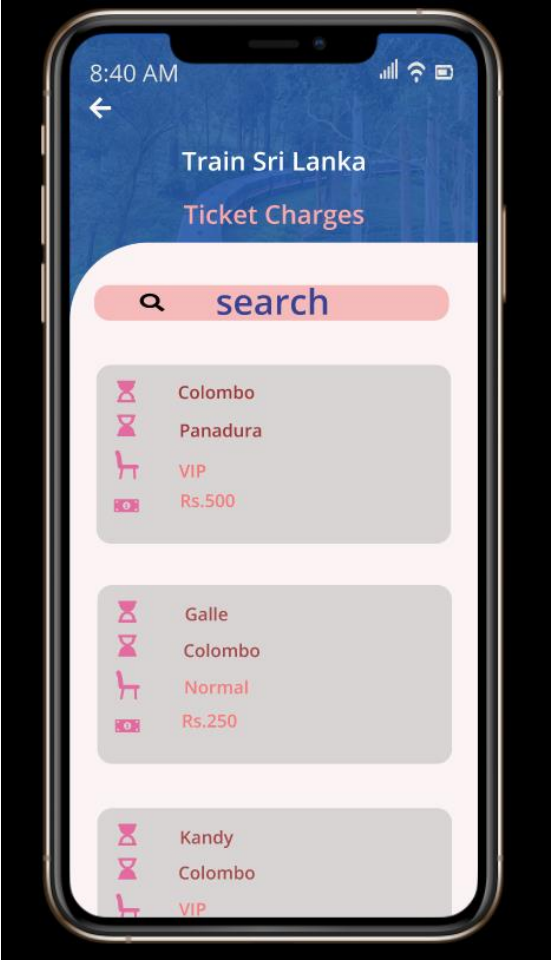 8:40 AM
Train Sri Lanka
Ticket Charges
search
Colombo
Panadura
VIP
Rs.500
Galle
Colombo
Normal
Rs.250
Kandy
Colombo
VIP